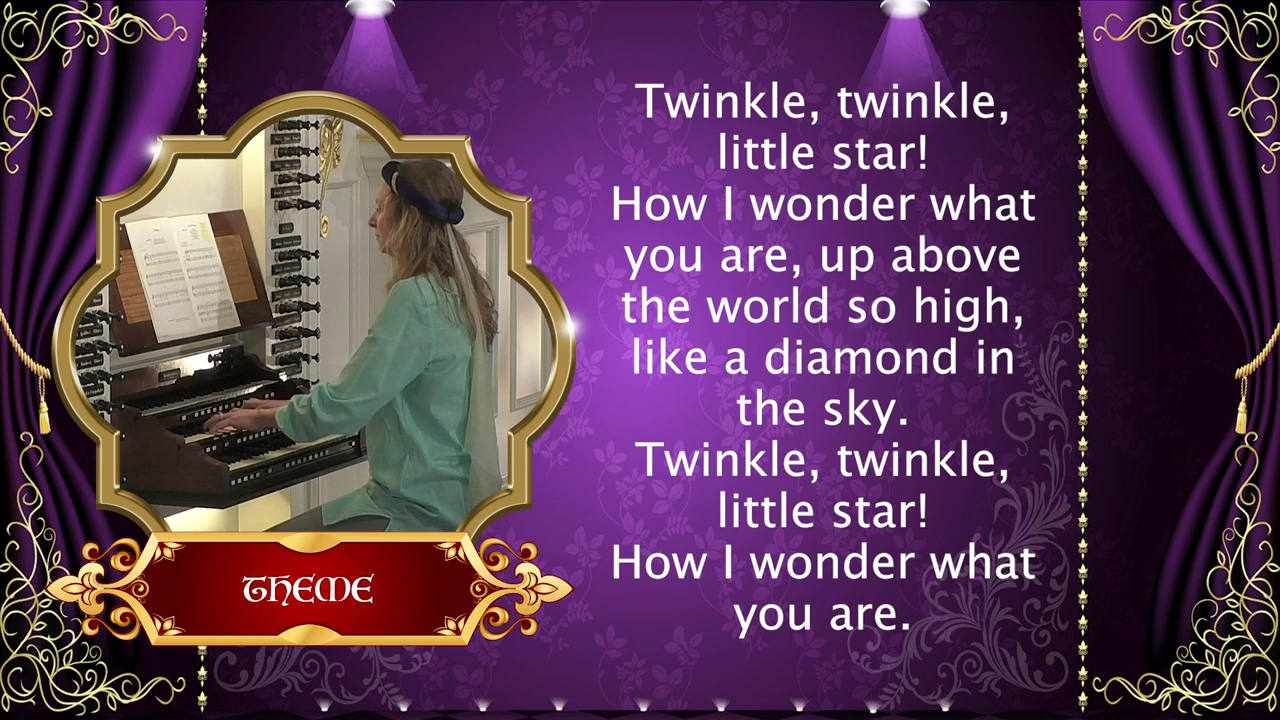 Twinkle, twinkle,
little star!
How I wonder what
you are, up above
the world so high,
like a diamond in
the sky.
Twinkle, twinkle,
little star!
How I wonder what
you are.
THEME